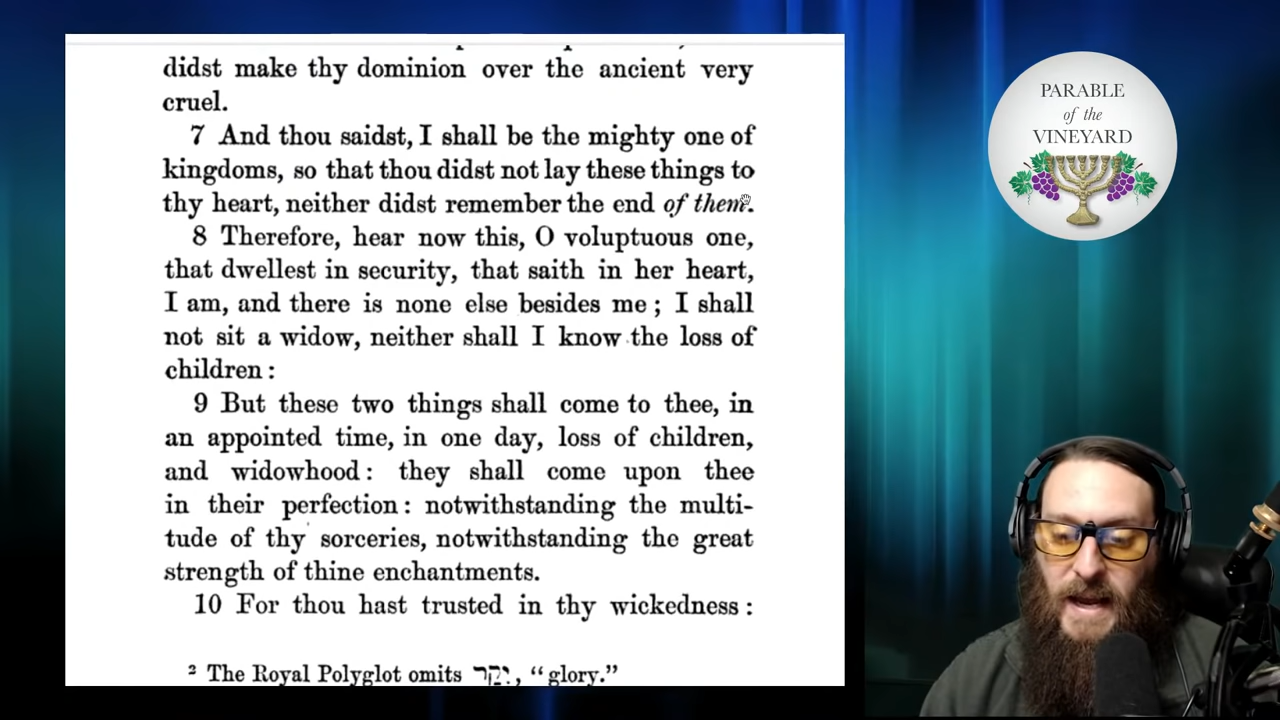 didst make thy dominion over the ancient very
cruel.
7 And thou saidst, I shall be the mighty one of
kingdoms, so that thou didst not lay these things to
thy heart, neither didst remember the end of them.
8 Therefore, hear now this, O voluptuous one,
that dwellest in security, that saith in her heart,
I am, and there is none else besides me ; I shall
not sit a widow, neither shall I know the loss of
children :
9 But these two things shall come to thee, in
an appointed time, in one day, loss of children,
and widowhood : they shall come upon thee
in their perfection : notwithstanding the multi-
tude of thy sorceries, notwithstanding the great
strength of thine enchantments.
10 For thou hast trusted in thy wickedness :
² The Royal Polyglot omits יקר, “glory.”
PARABLE
of the
VINEYARD